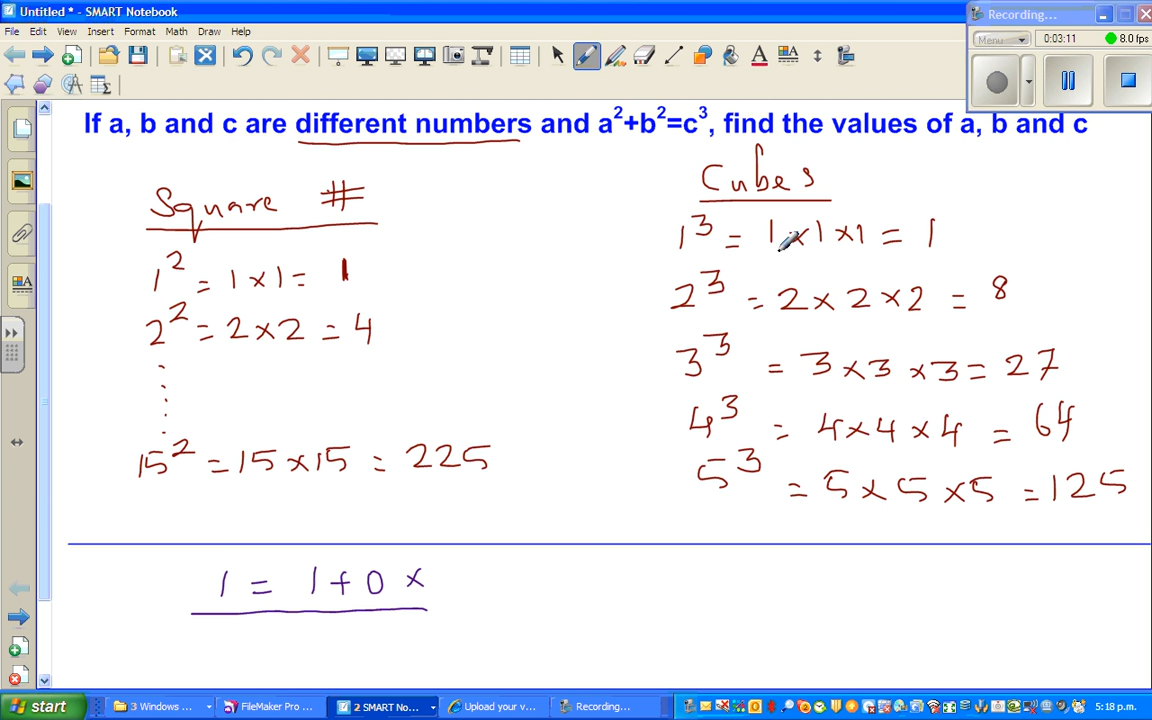 Untitled * - SMART Notebook
Recording...
File Edit View Insert Format Math Draw Help
Menu
0:03:11
8.0 fps
If a, b and c are different numbers and a²+b²=c³, find the values of a, b and c
Square #
Cubes
1² = 1 × 1 = 1
1³ = 1 × 1 × 1 = 1
2² = 2 × 2 = 4
2³ = 2 × 2 × 2 = 8
3³ = 3 × 3 × 3 = 27
4³ = 4 × 4 × 4 = 64
15² = 15 × 15 = 225
5³ = 5 × 5 × 5 = 125
1 = 1 + 0 ×
start
3 Windows ...
FileMaker Pro ...
2 SMART No...
Upload your v...
Recording...
5:18 p.m.